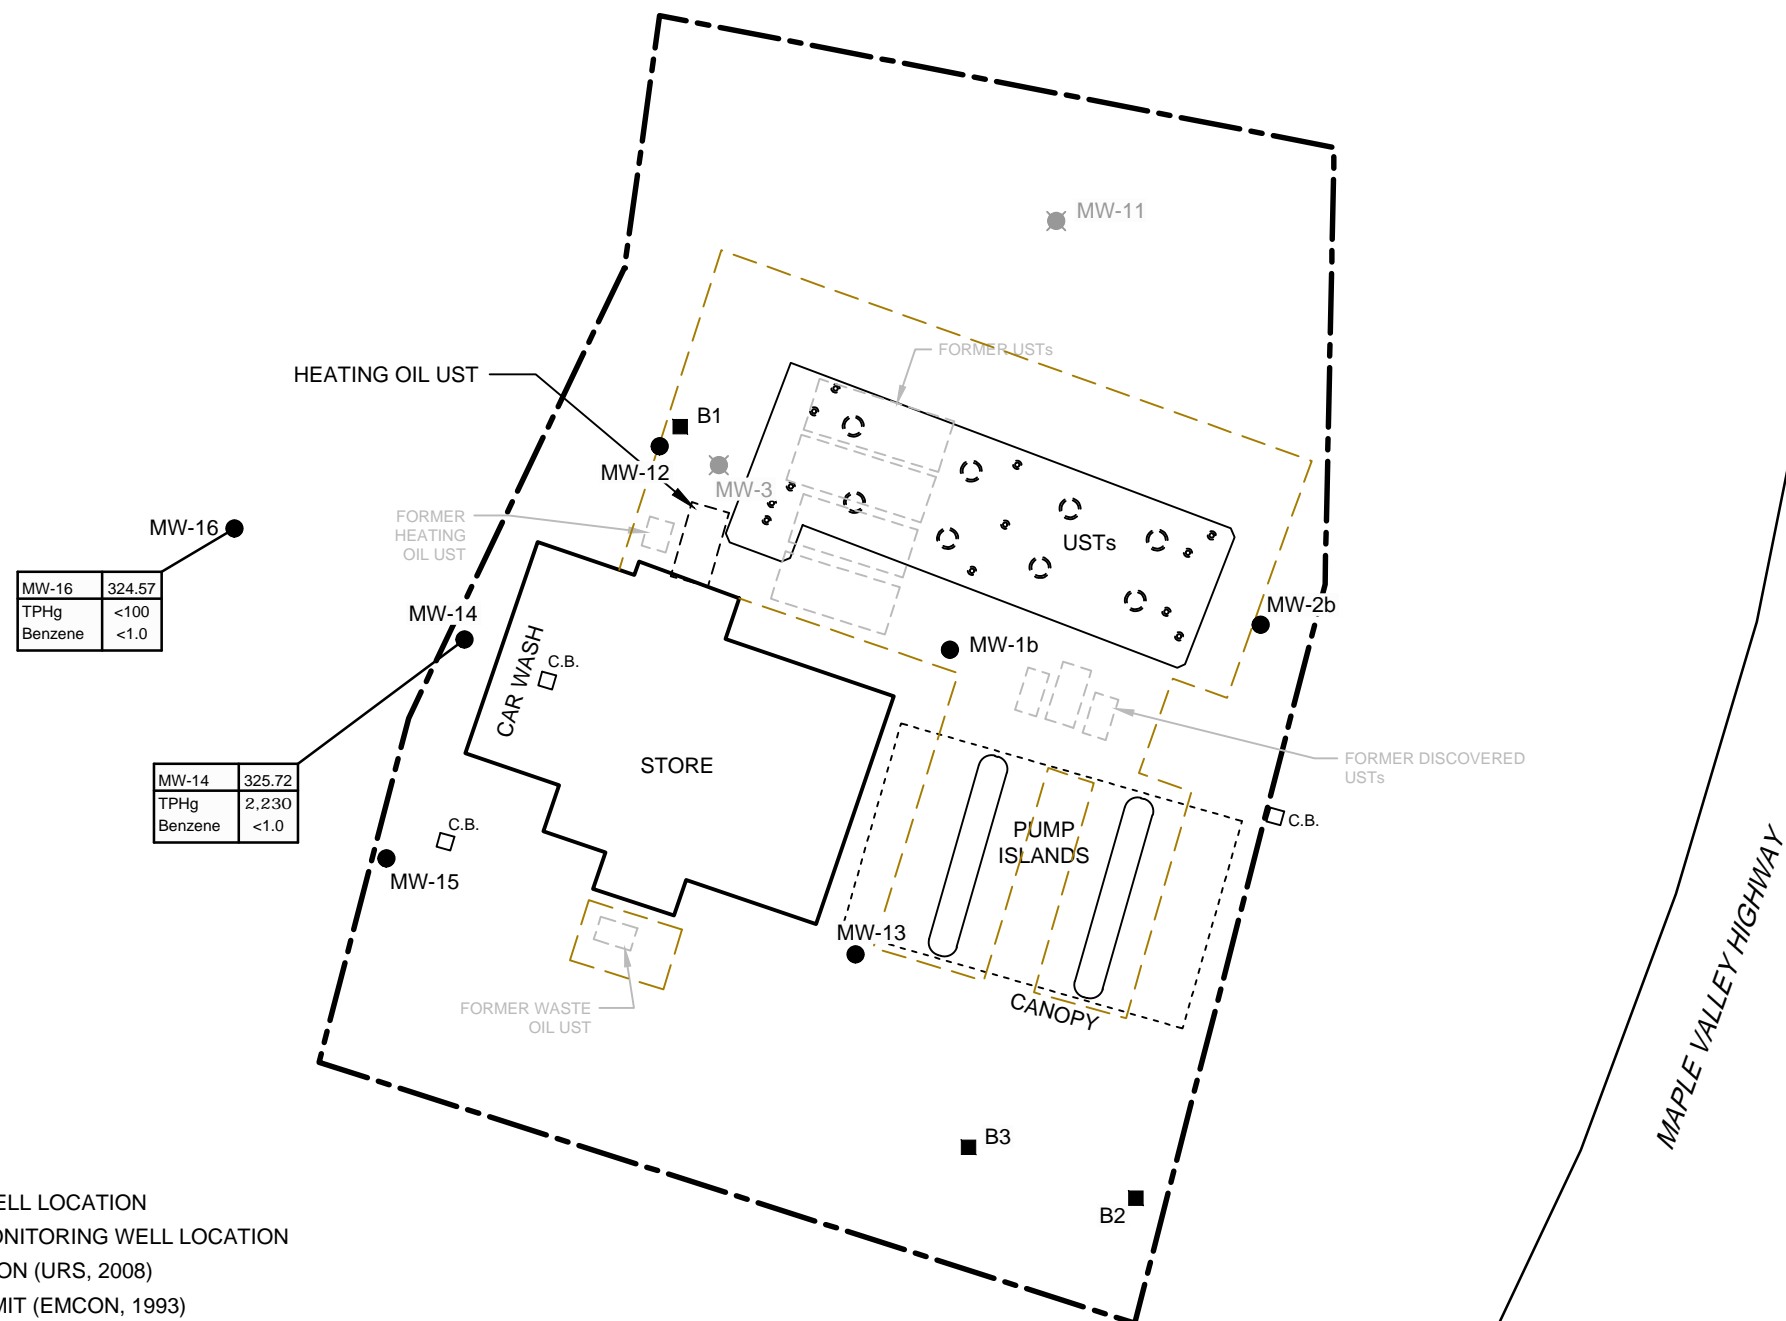 MW-11
FORMER USTs
HEATING OIL UST
B1
MW-12
MW-3
MW-16
FORMER
HEATING
OIL UST
USTs
MW-16 324.57
TPHg <100
Benzene <1.0
MW-14
MW-2b
MW-1b
CAR WASH
C.B.
STORE
FORMER DISCOVERED
USTs
MW-14 325.72
TPHg 2,230
Benzene <1.0
C.B.
C.B.
PUMP
ISLANDS
MW-15
MW-13
FORMER WASTE
OIL UST
CANOPY
MAPLE VALLEY HIGHWAY
B3
B2
ELL LOCATION
ONITORING WELL LOCATION
ON (URS, 2008)
MIT (EMCON, 1993)